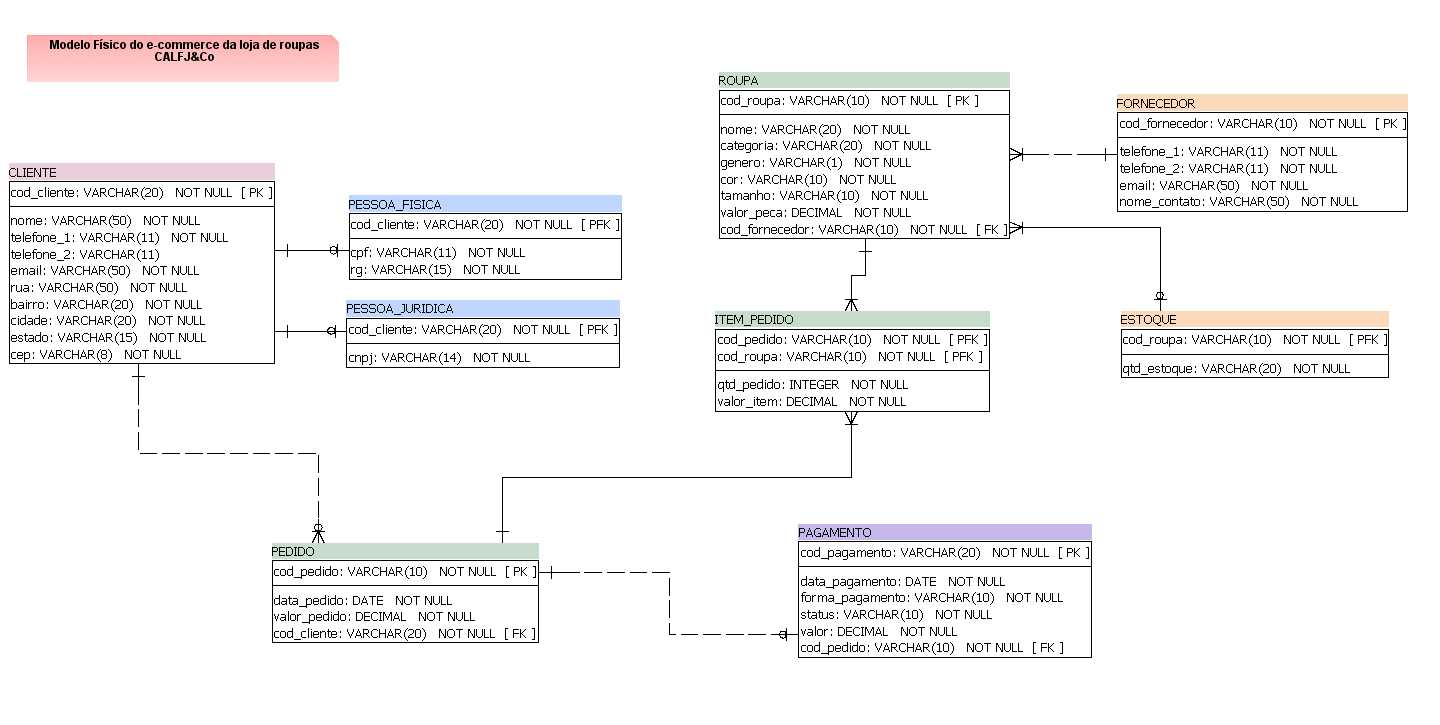 Modelo Físico do e-commerce da loja de roupas
CALFJ&Co
ROUPA
cod_roupa: VARCHAR(10) NOT NULL [ PK ]
nome: VARCHAR(20) NOT NULL
categoria: VARCHAR(20) NOT NULL
genero: VARCHAR(1) NOT NULL
cor: VARCHAR(10) NOT NULL
tamanho: VARCHAR(10) NOT NULL
valor_peca: DECIMAL NOT NULL
cod_fornecedor: VARCHAR(10) NOT NULL [ FK ]
FORNECEDOR
cod_fornecedor: VARCHAR(10) NOT NULL [ PK ]
telefone_1: VARCHAR(11) NOT NULL
telefone_2: VARCHAR(11) NOT NULL
email: VARCHAR(50) NOT NULL
nome_contato: VARCHAR(50) NOT NULL
CLIENTE
cod_cliente: VARCHAR(20) NOT NULL [ PK ]
nome: VARCHAR(50) NOT NULL
telefone_1: VARCHAR(11) NOT NULL
telefone_2: VARCHAR(11)
email: VARCHAR(50) NOT NULL
rua: VARCHAR(50) NOT NULL
bairro: VARCHAR(20) NOT NULL
cidade: VARCHAR(20) NOT NULL
estado: VARCHAR(15) NOT NULL
cep: VARCHAR(8) NOT NULL
PESSOA_FISICA
cod_cliente: VARCHAR(20) NOT NULL [ PFK ]
cpf: VARCHAR(11) NOT NULL
rg: VARCHAR(15) NOT NULL
PESSOA_JURIDICA
cod_cliente: VARCHAR(20) NOT NULL [ PFK ]
cnpj: VARCHAR(14) NOT NULL
ITEM_PEDIDO
cod_pedido: VARCHAR(10) NOT NULL [ PFK ]
cod_roupa: VARCHAR(10) NOT NULL [ PFK ]
qtd_pedido: INTEGER NOT NULL
valor_item: DECIMAL NOT NULL
ESTOQUE
cod_roupa: VARCHAR(10) NOT NULL [ PFK ]
qtd_estoque: VARCHAR(20) NOT NULL
PEDIDO
cod_pedido: VARCHAR(10) NOT NULL [ PK ]
data_pedido: DATE NOT NULL
valor_pedido: DECIMAL NOT NULL
cod_cliente: VARCHAR(20) NOT NULL [ FK ]
PAGAMENTO
cod_pagamento: VARCHAR(20) NOT NULL [ PK ]
data_pagamento: DATE NOT NULL
forma_pagamento: VARCHAR(10) NOT NULL
status: VARCHAR(10) NOT NULL
valor: DECIMAL NOT NULL
cod_pedido: VARCHAR(10) NOT NULL [ FK ]